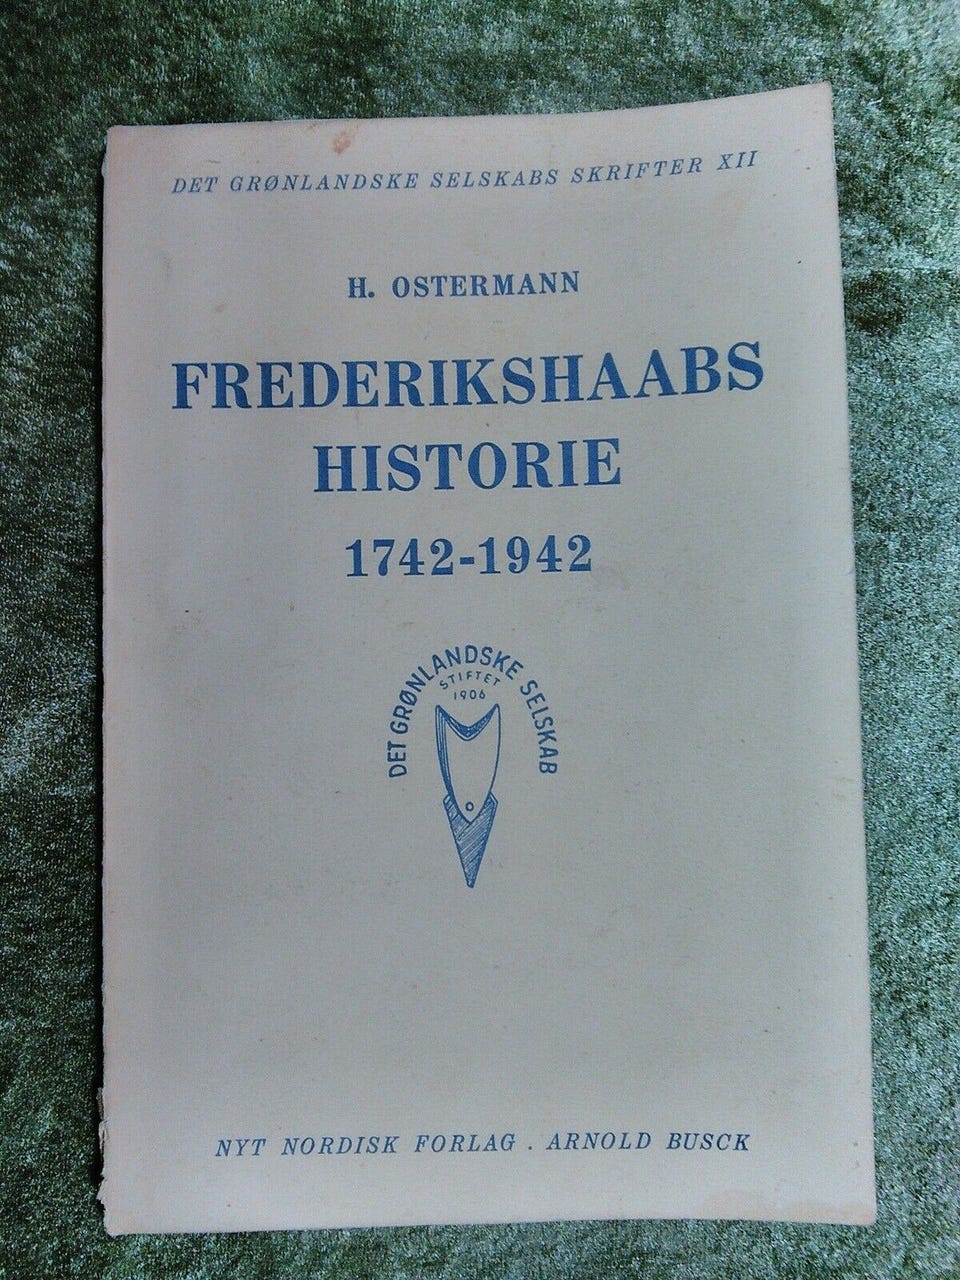 DET GRØNLANDSKE SELSKABS SKRIFTER XII
H. OSTERMANN
FREDERIKSHAABS
HISTORIE
1742-1942
DET GRØNLANDSKE SELSKAB
STIFTET
1906
NYT NORDISK FORLAG . ARNOLD BUSCK